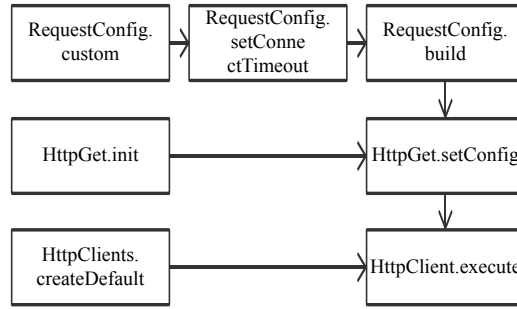 RequestConfig.
custom
RequestConfig.
setConne
ctTimeout
RequestConfig.
build
HttpGet.init
HttpGet.setConfig
HttpClients.
createDefault
HttpClient.execute